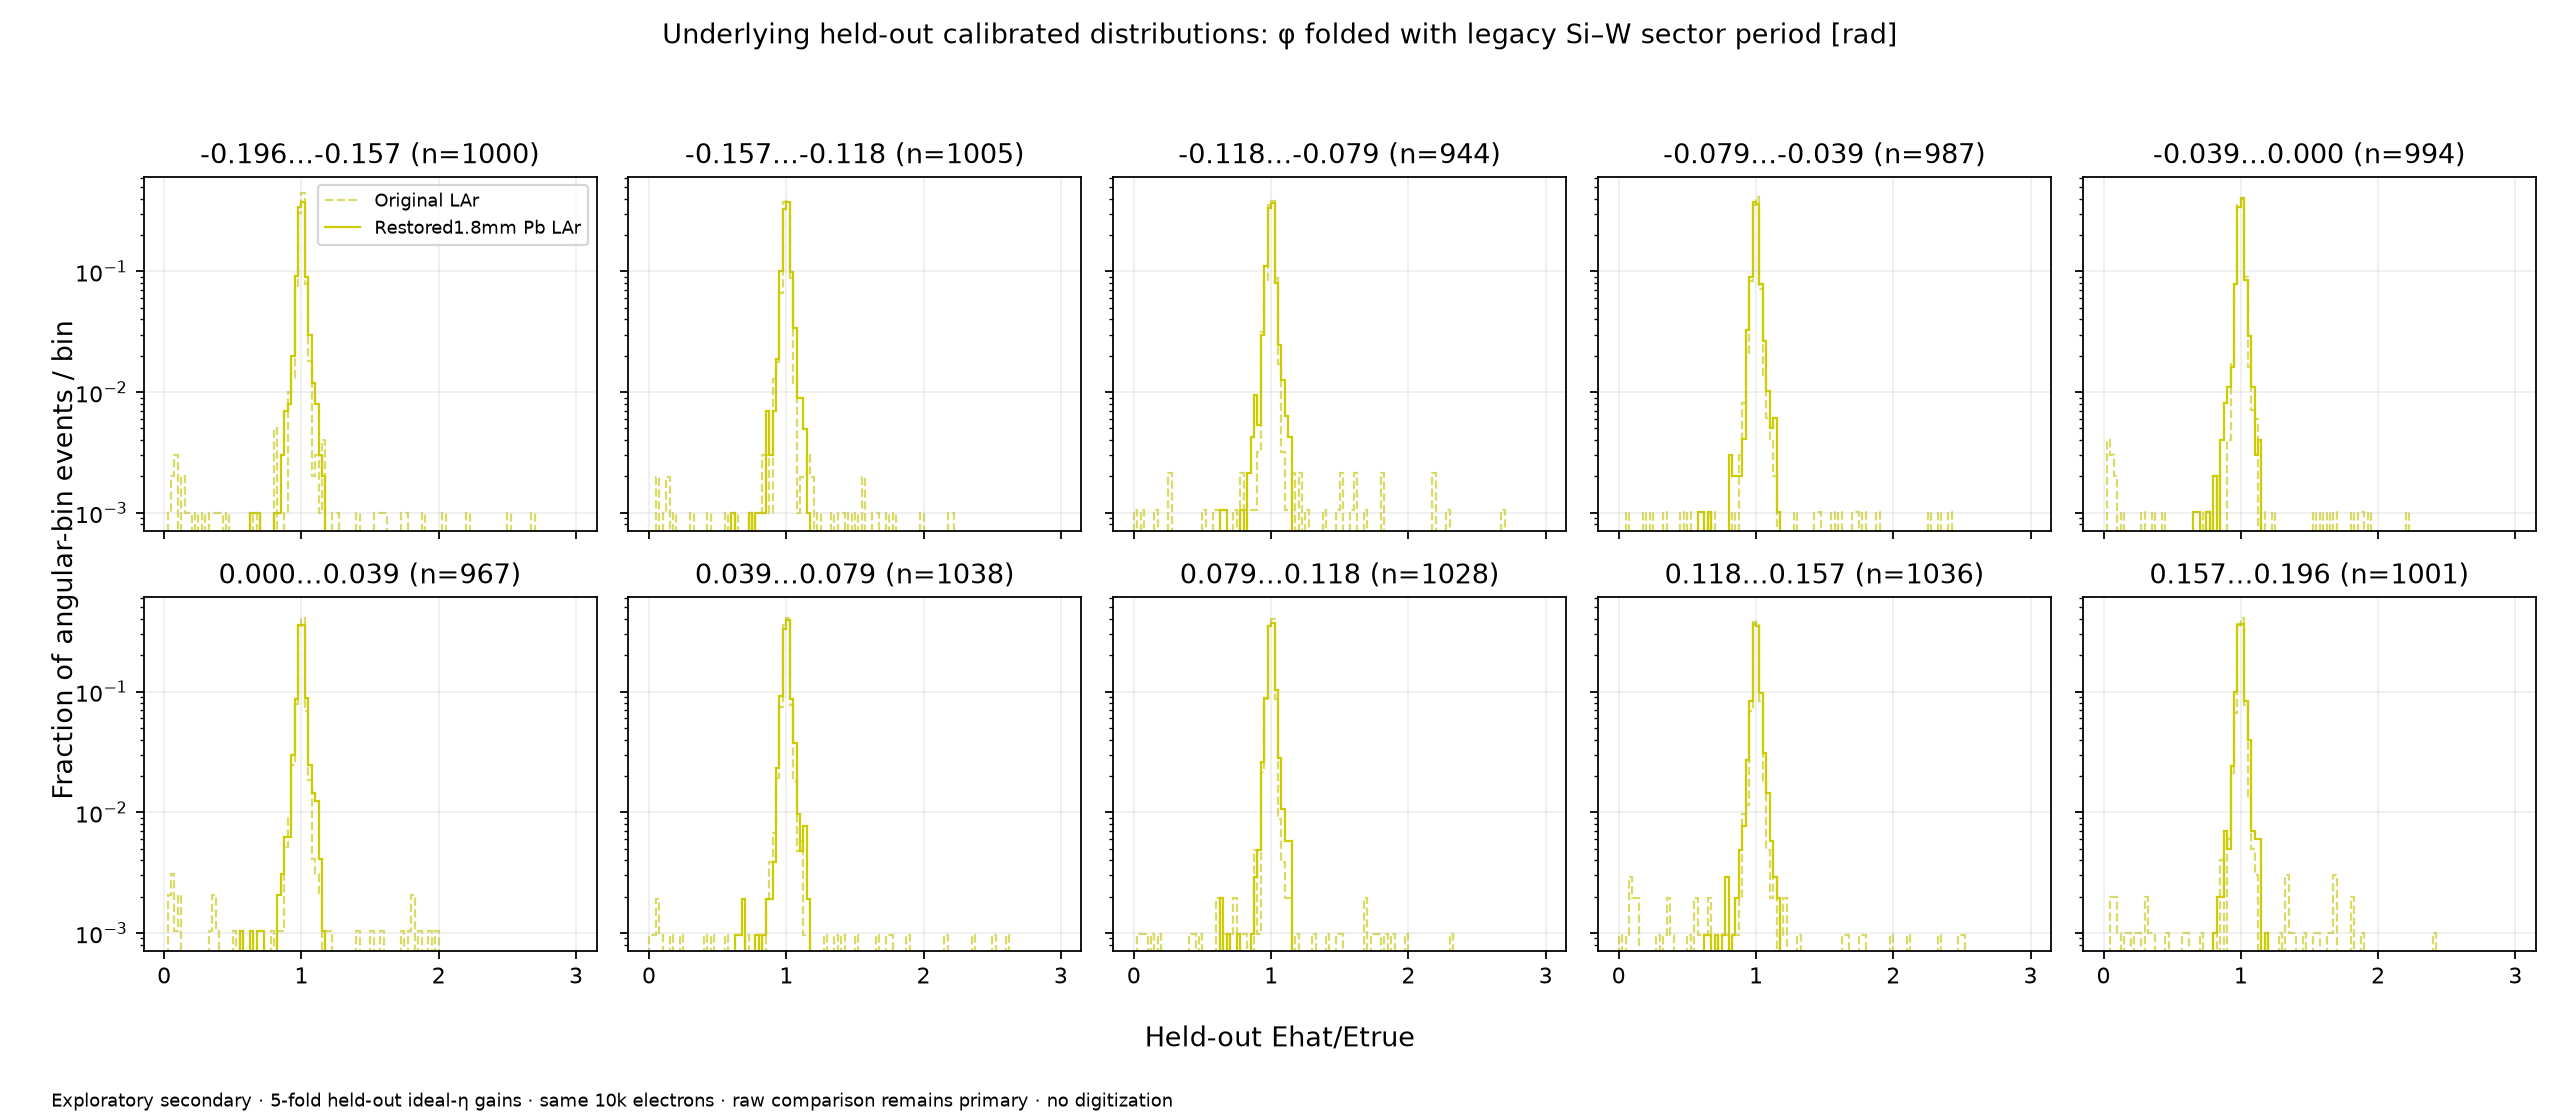 Underlying held-out calibrated distributions: φ folded with legacy Si–W sector period [rad]
-0.196...-0.157 (n=1000)
-0.157...-0.118 (n=1005)
-0.118...-0.079 (n=944)
-0.079...-0.039 (n=987)
-0.039...0.000 (n=994)
Original LAr
Restored1.8mm Pb LAr
10⁻¹
10⁻²
10⁻³
Fraction of angular-bin events / bin
0.000...0.039 (n=967)
0.039...0.079 (n=1038)
0.079...0.118 (n=1028)
0.118...0.157 (n=1036)
0.157...0.196 (n=1001)
10⁻¹
10⁻²
10⁻³
0 1 2 3
0 1 2 3
0 1 2 3
0 1 2 3
0 1 2 3
Held-out Ehat/Etrue
Exploratory secondary · 5-fold held-out ideal-η gains · same 10k electrons · raw comparison remains primary · no digitization